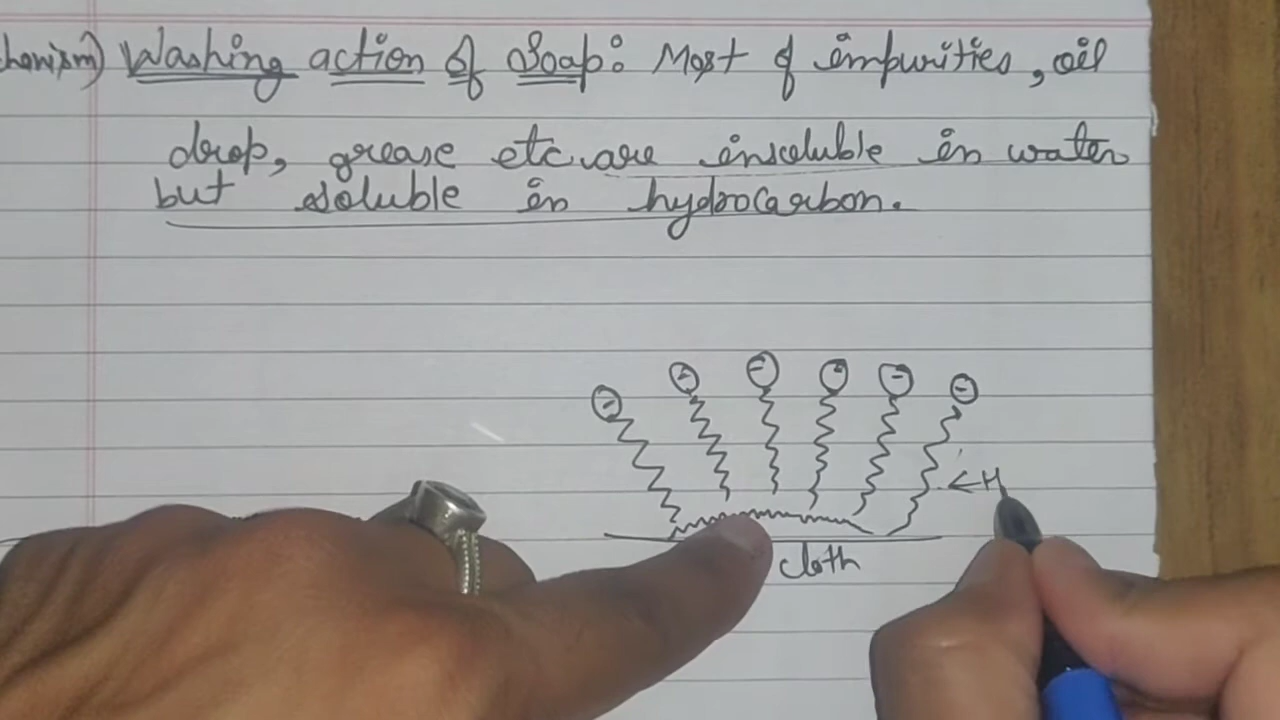 hanism) Washing action of Soap: Most of impurities, oil
drop, grease etc. are insoluble in water
but soluble in hydrocarbon.
- - - - - -
← H
cloth